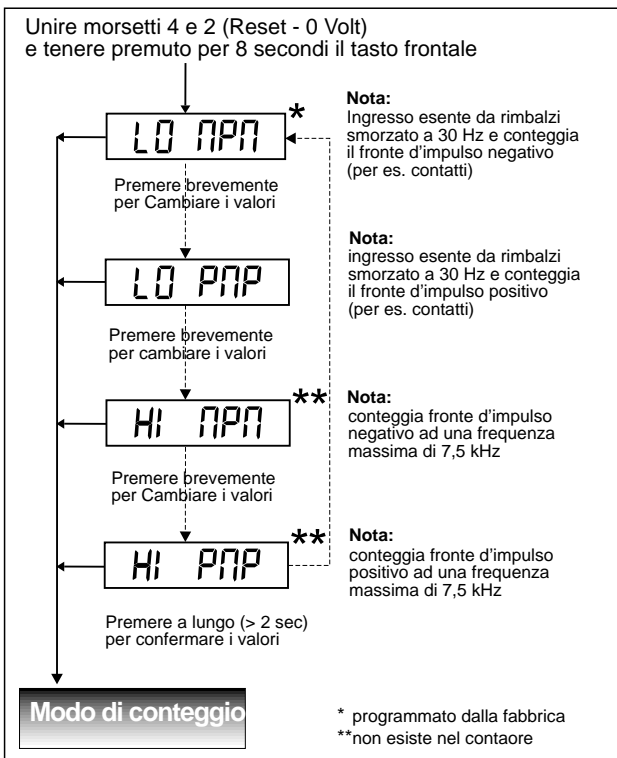 Unire morsetti 4 e 2 (Reset - 0 Volt)
e tenere premuto per 8 secondi il tasto frontale
LO NPN *
Nota:
Ingresso esente da rimbalzi
smorzato a 30 Hz e conteggia
il fronte d'impulso negativo
(per es. contatti)
Premere brevemente
per Cambiare i valori
LO PNP
Nota:
ingresso esente da rimbalzi
smorzato a 30 Hz e conteggia
il fronte d'impulso positivo
(per es. contatti)
Premere brevemente
per cambiare i valori
HI NPN **
Nota:
conteggia fronte d'impulso
negativo ad una frequenza
massima di 7,5 kHz
Premere brevemente
per Cambiare i valori
HI PNP **
Nota:
conteggia fronte d'impulso
positivo ad una frequenza
massima di 7,5 kHz
Premere a lungo (> 2 sec)
per confermare i valori
Modo di conteggio
* programmato dalla fabbrica
**non esiste nel contaore